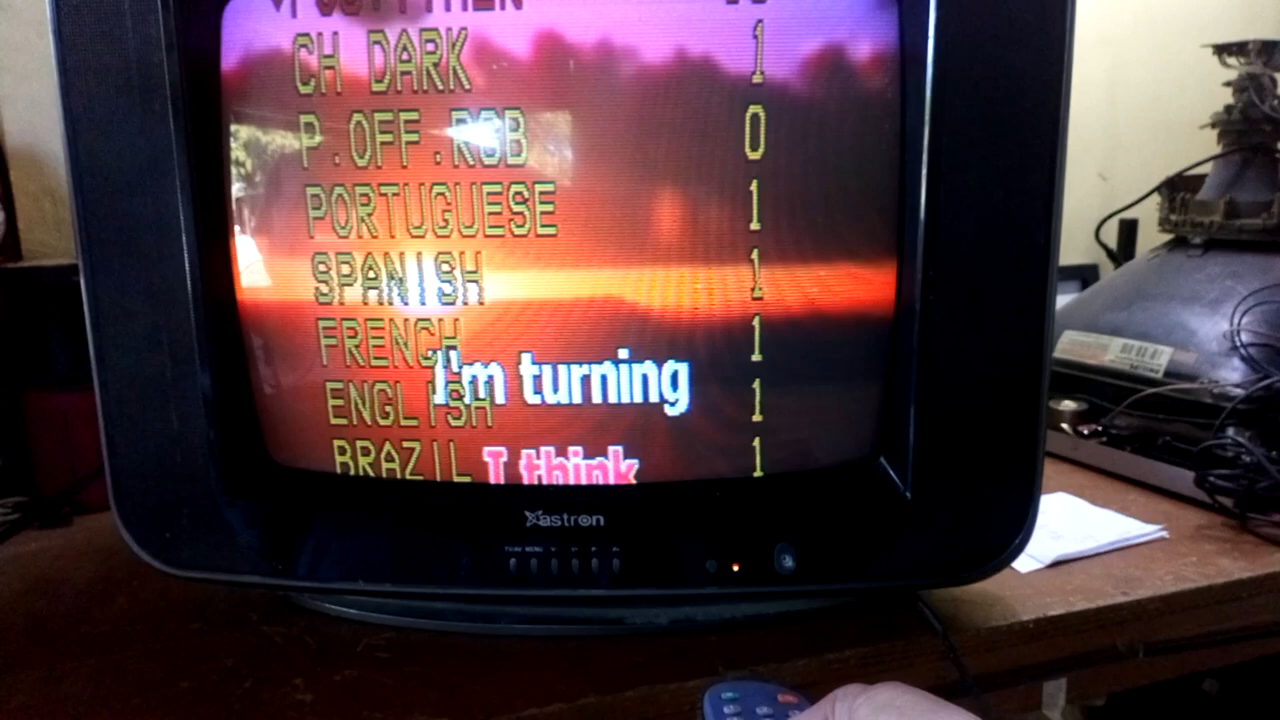 CH DARK 1
P.OFF.RGB 0
PORTUGUESE 1
SPANISH 1
FRENCH 1
I'm turning
ENGLISH 1
BRAZIL 1
I think
astron
MENU